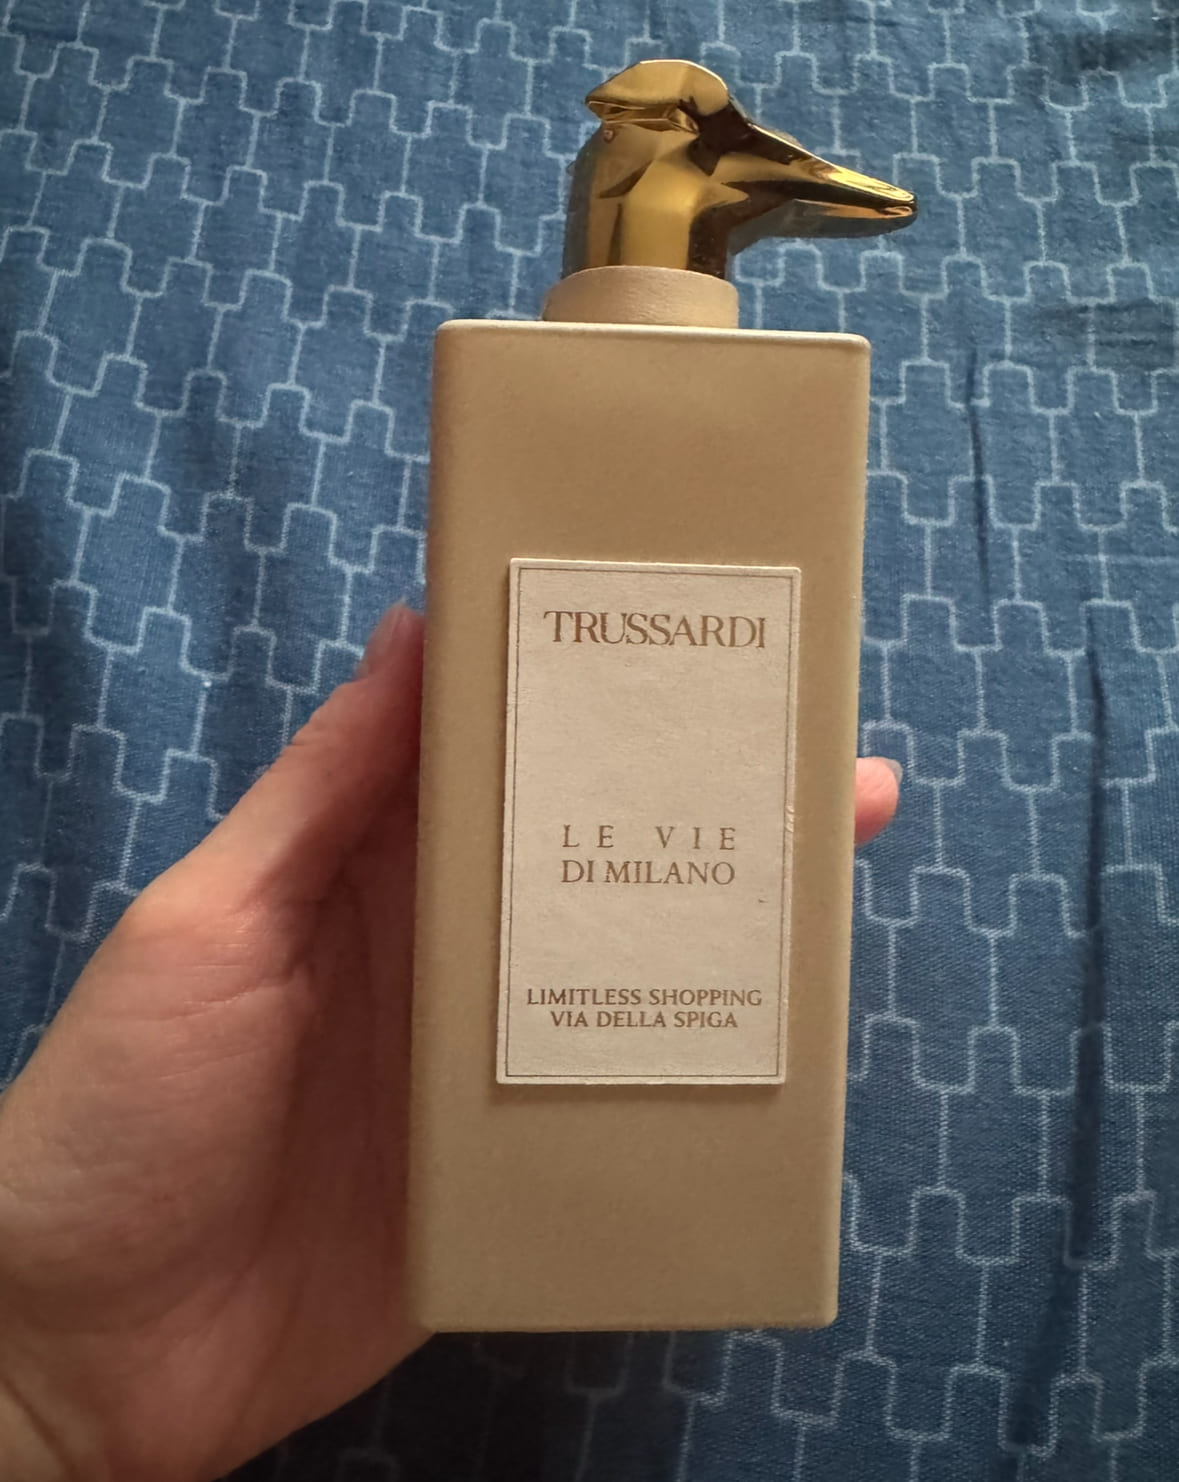 TRUSSARDI
LE VIE
DI MILANO
LIMITLESS SHOPPING
VIA DELLA SPIGA